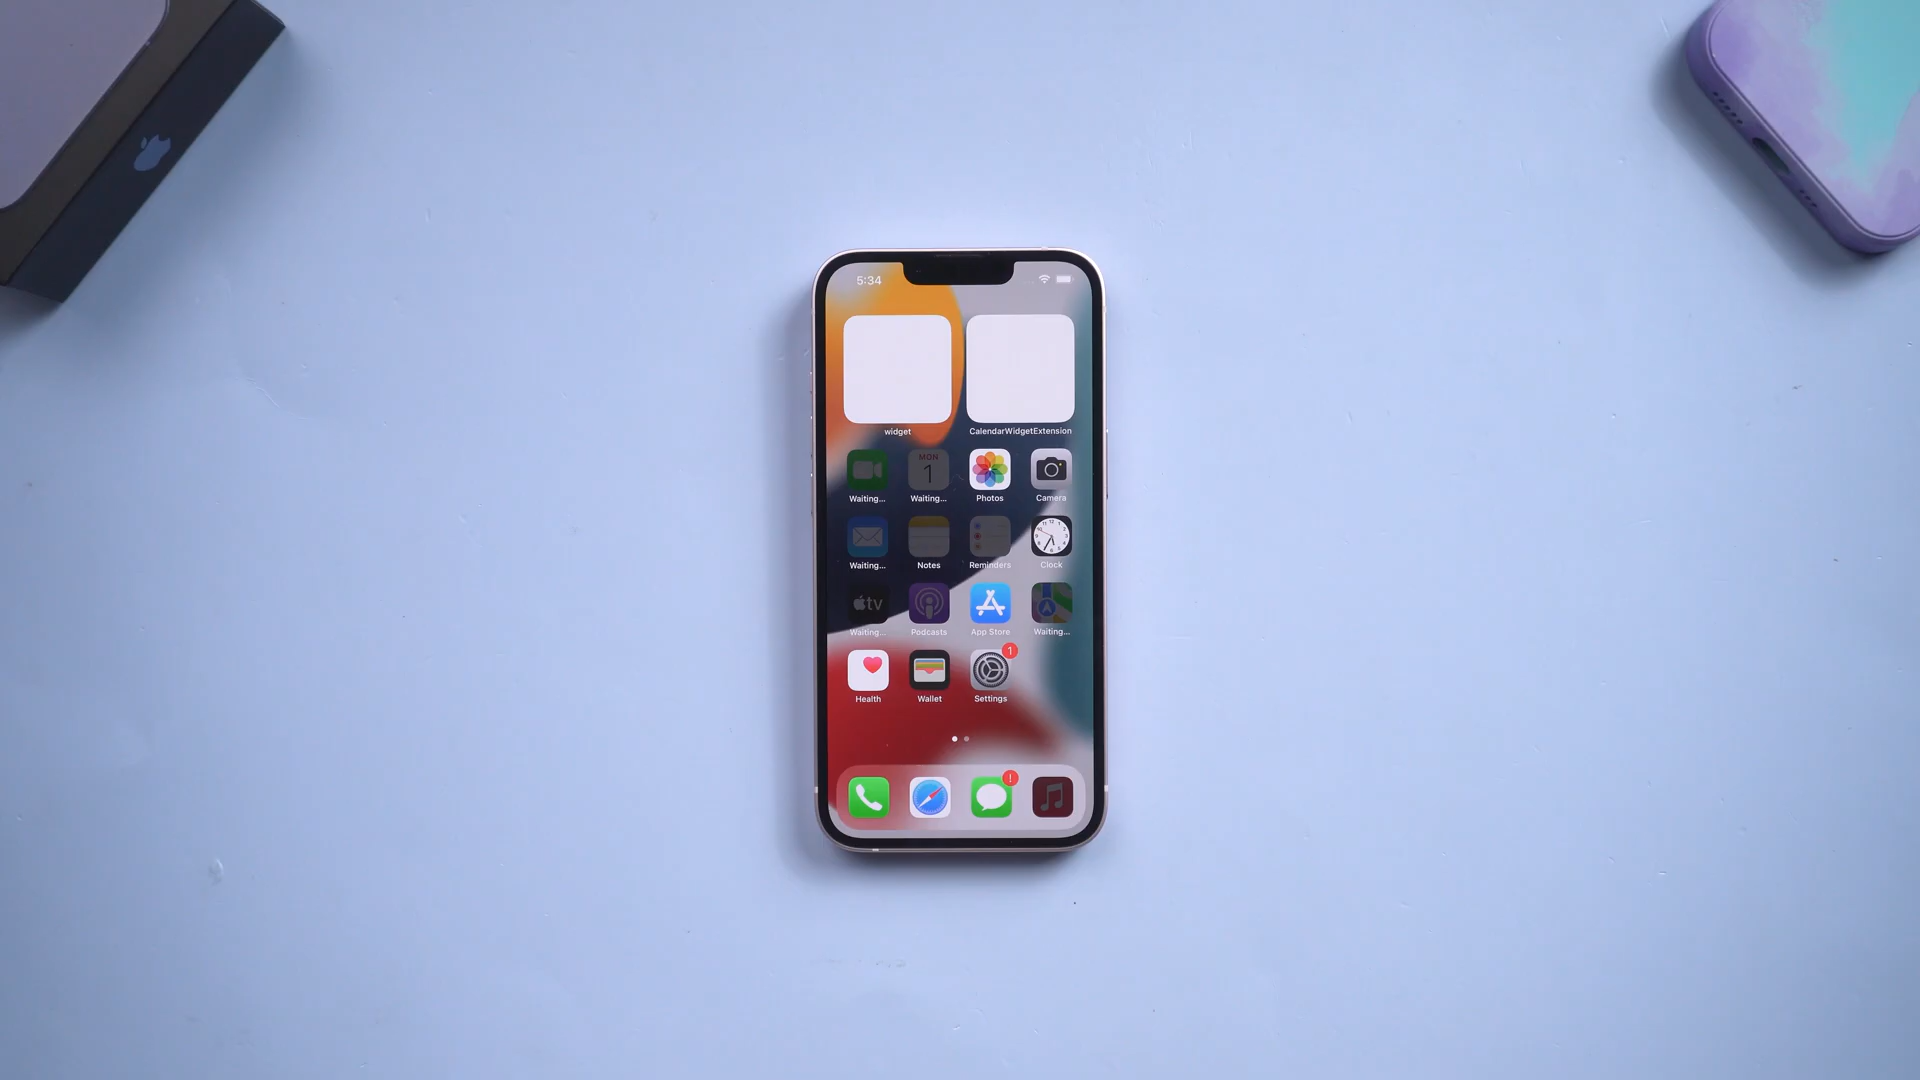 5:34
widget CalendarWidgetExtension
MON
1
Waiting... Waiting... Photos Camera
Waiting... Notes Reminders Clock
tv
Waiting... Podcasts App Store Waiting...
1
Health Wallet Settings
!